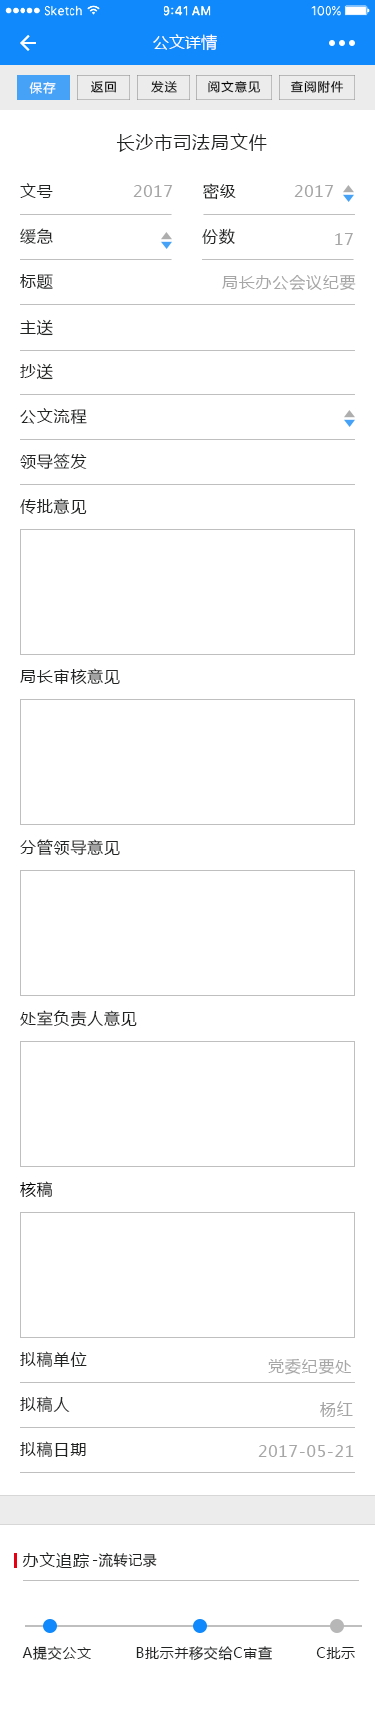 Sketch 9:41 AM 100%
公文详情
保存 返回 发送 阅文意见 查阅附件
长沙市司法局文件
文号 2017 密级 2017
缓急 份数 17
标题 局长办公会议纪要
主送
抄送
公文流程
领导签发
传批意见
局长审核意见
分管领导意见
处室负责人意见
核稿
拟稿单位 党委纪要处
拟稿人 杨红
拟稿日期 2017-05-21
办文追踪-流转记录
A提交公文 B批示并移交给C审查 C批示